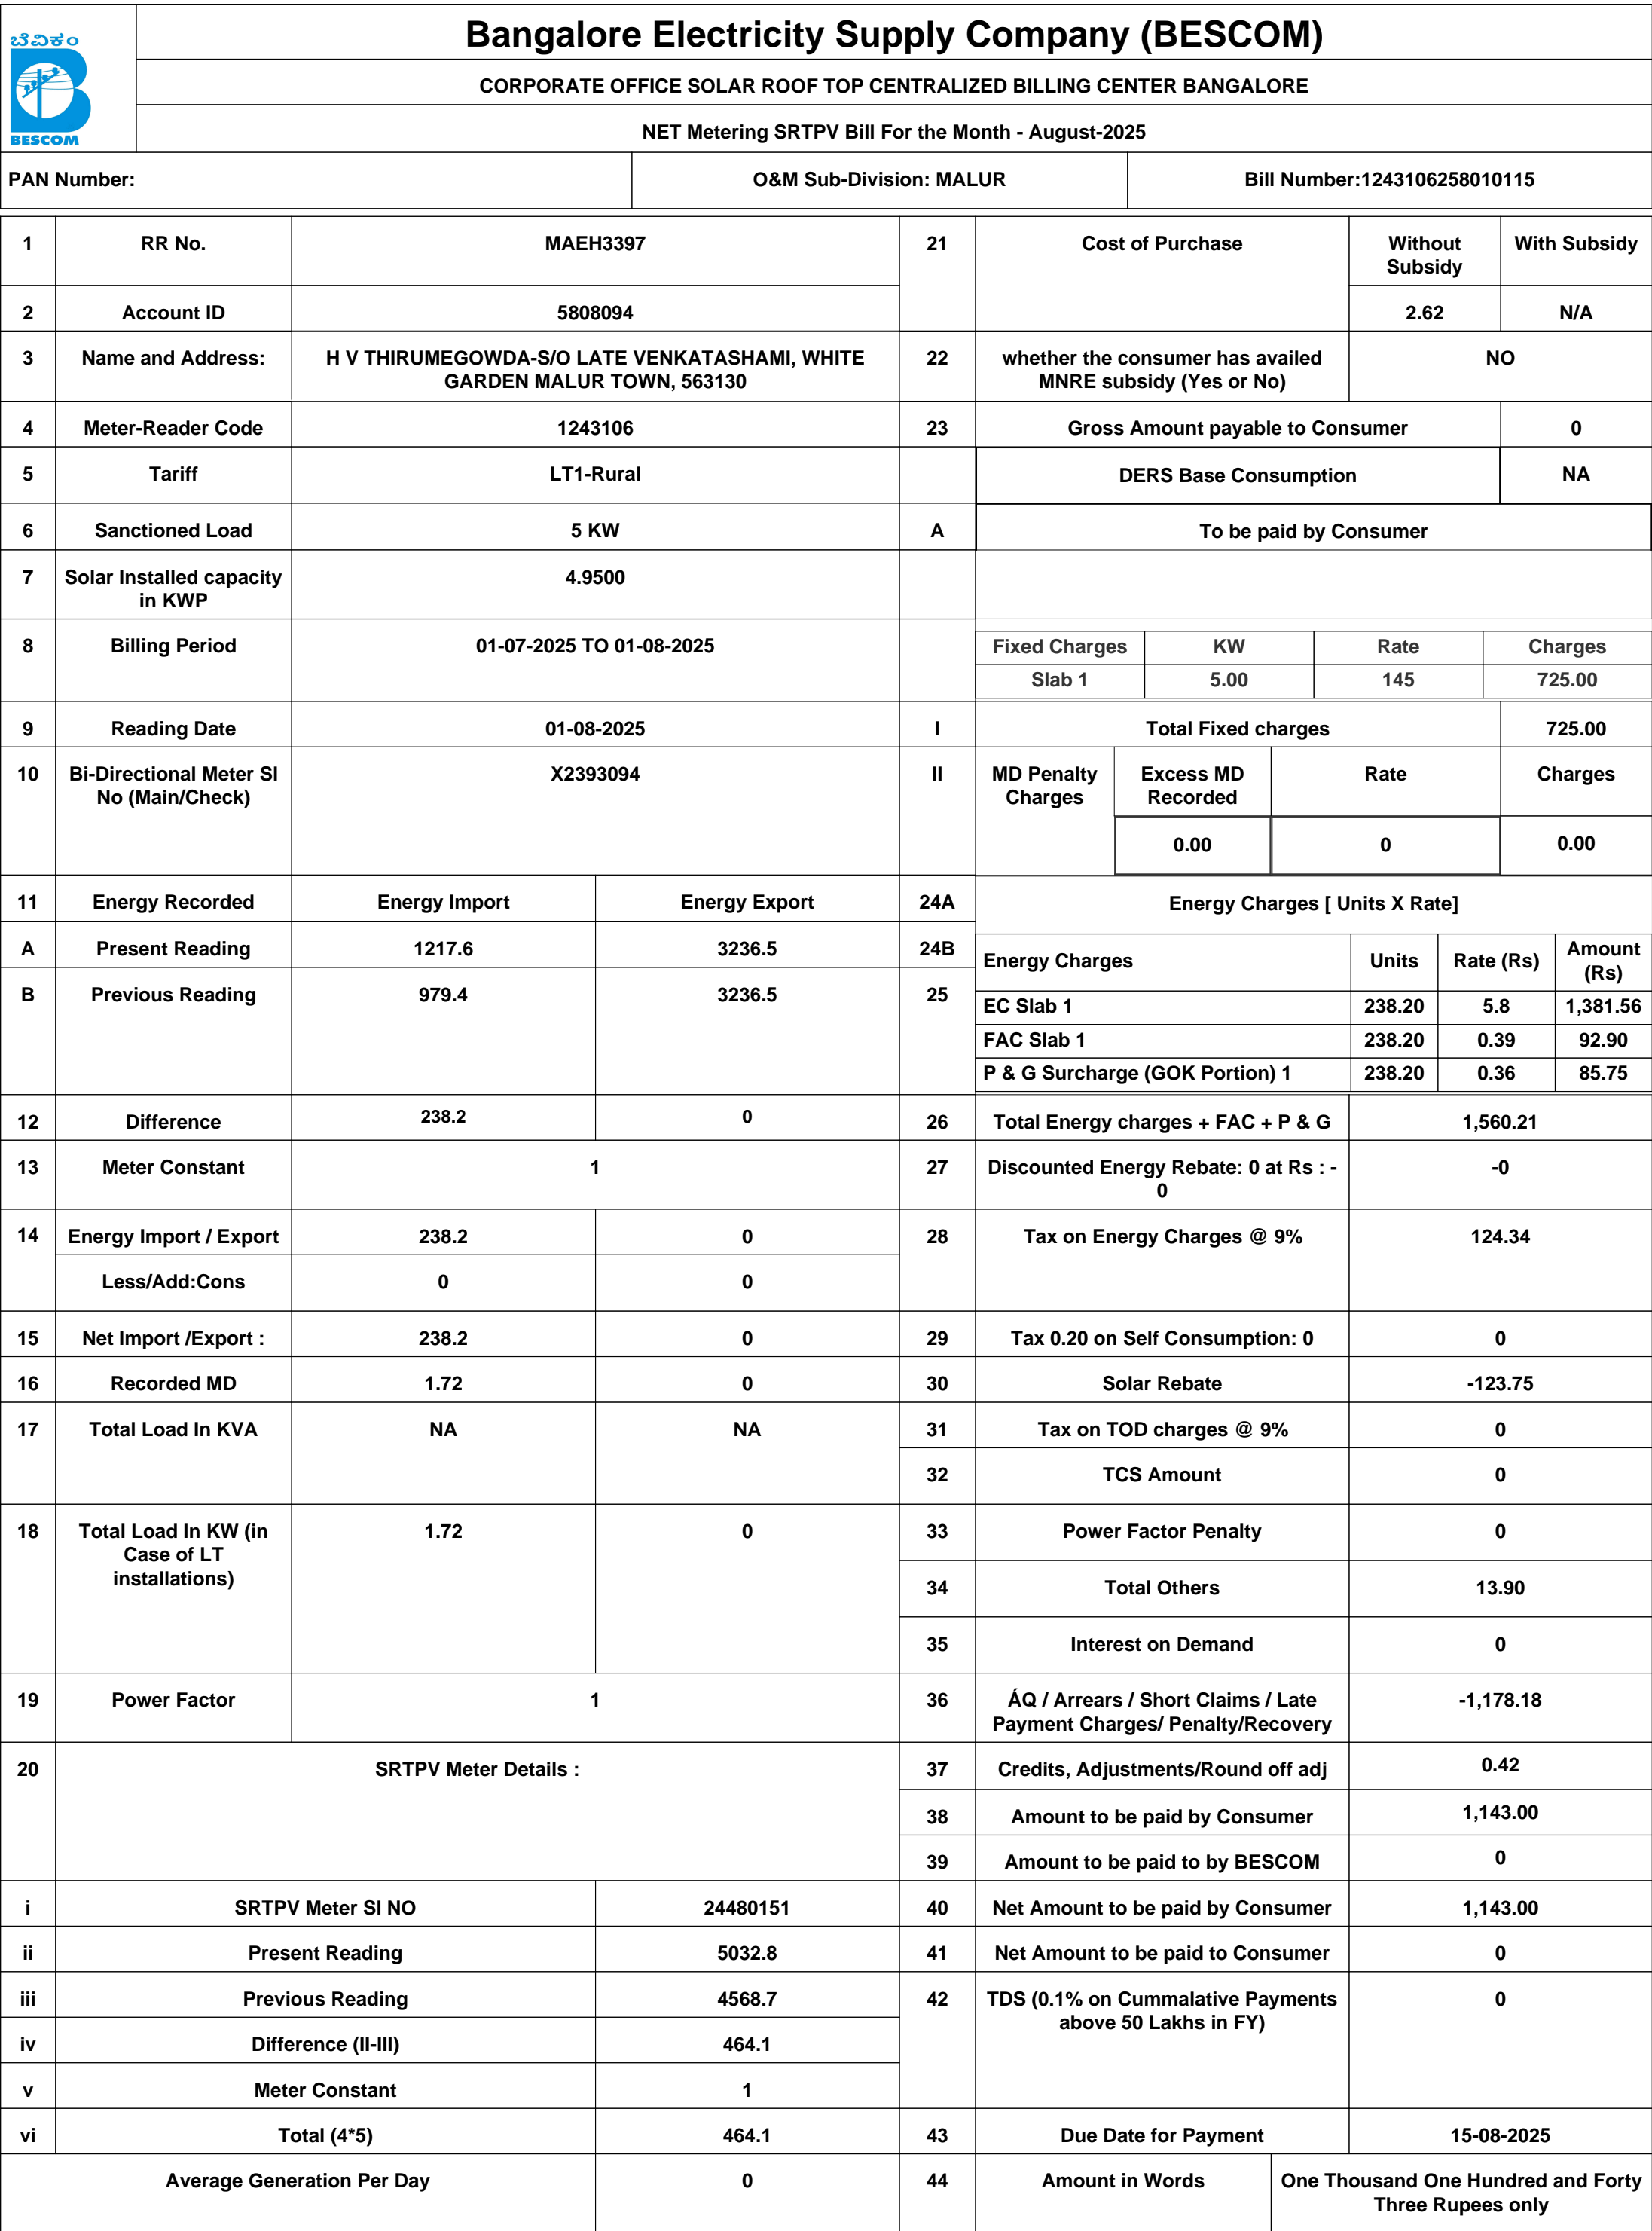 ಬೆವಿಕಂ
BESCOM
Bangalore Electricity Supply Company (BESCOM)
CORPORATE OFFICE SOLAR ROOF TOP CENTRALIZED BILLING CENTER BANGALORE
NET Metering SRTPV Bill For the Month - August-2025
PAN Number: O&M Sub-Division: MALUR Bill Number:1243106258010115
1 RR No. MAEH3397 21 Cost of Purchase Without With Subsidy
Subsidy
2 Account ID 5808094 2.62 N/A
3 Name and Address: H V THIRUMEGOWDA-S/O LATE VENKATASHAMI, WHITE 22 whether the consumer has availed NO
GARDEN MALUR TOWN, 563130 MNRE subsidy (Yes or No)
4 Meter-Reader Code 1243106 23 Gross Amount payable to Consumer 0
5 Tariff LT1-Rural DERS Base Consumption NA
6 Sanctioned Load 5 KW A To be paid by Consumer
7 Solar Installed capacity 4.9500
in KWP
8 Billing Period 01-07-2025 TO 01-08-2025 Fixed Charges KW Rate Charges
Slab 1 5.00 145 725.00
9 Reading Date 01-08-2025 I Total Fixed charges 725.00
10 Bi-Directional Meter Sl X2393094 II MD Penalty Excess MD Rate Charges
No (Main/Check) Charges Recorded
0.00 0 0.00
11 Energy Recorded Energy Import Energy Export 24A Energy Charges [ Units X Rate]
A Present Reading 1217.6 3236.5 24B Energy Charges Units Rate (Rs) Amount
(Rs)
B Previous Reading 979.4 3236.5 25 EC Slab 1 238.20 5.8 1,381.56
FAC Slab 1 238.20 0.39 92.90
P & G Surcharge (GOK Portion) 1 238.20 0.36 85.75
12 Difference 238.2 0 26 Total Energy charges + FAC + P & G 1,560.21
13 Meter Constant 1 27 Discounted Energy Rebate: 0 at Rs : - -0
0
14 Energy Import / Export 238.2 0 28 Tax on Energy Charges @ 9% 124.34
Less/Add:Cons 0 0
15 Net Import /Export : 238.2 0 29 Tax 0.20 on Self Consumption: 0 0
16 Recorded MD 1.72 0 30 Solar Rebate -123.75
17 Total Load In KVA NA NA 31 Tax on TOD charges @ 9% 0
32 TCS Amount 0
18 Total Load In KW (in 1.72 0 33 Power Factor Penalty 0
Case of LT
installations)
34 Total Others 13.90
35 Interest on Demand 0
19 Power Factor 1 36 ÁQ / Arrears / Short Claims / Late -1,178.18
Payment Charges/ Penalty/Recovery
20 SRTPV Meter Details : 37 Credits, Adjustments/Round off adj 0.42
38 Amount to be paid by Consumer 1,143.00
39 Amount to be paid to by BESCOM 0
i SRTPV Meter Sl NO 24480151 40 Net Amount to be paid by Consumer 1,143.00
ii Present Reading 5032.8 41 Net Amount to be paid to Consumer 0
iii Previous Reading 4568.7 42 TDS (0.1% on Cummalative Payments 0
above 50 Lakhs in FY)
iv Difference (II-III) 464.1
v Meter Constant 1
vi Total (4*5) 464.1 43 Due Date for Payment 15-08-2025
Average Generation Per Day 0 44 Amount in Words One Thousand One Hundred and Forty
Three Rupees only